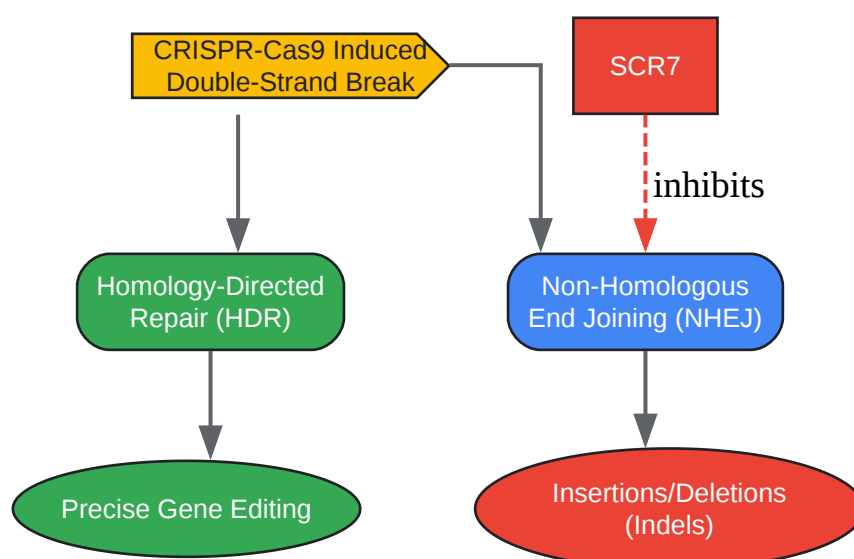 CRISPR-Cas9 Induced
Double-Strand Break
SCR7
inhibits
Homology-Directed
Repair (HDR)
Non-Homologous
End Joining (NHEJ)
Precise Gene Editing
Insertions/Deletions
(Indels)